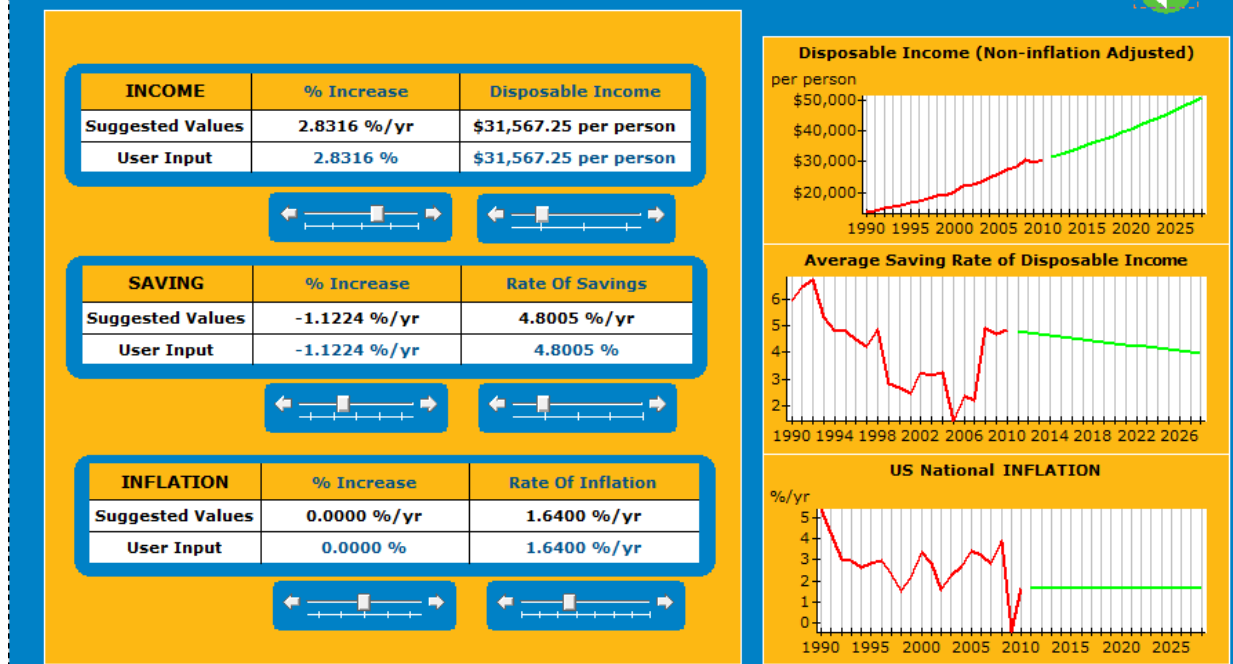 INCOME % Increase Disposable Income
Suggested Values 2.8316 %/yr $31,567.25 per person
User Input 2.8316 % $31,567.25 per person
SAVING % Increase Rate Of Savings
Suggested Values -1.1224 %/yr 4.8005 %/yr
User Input -1.1224 %/yr 4.8005 %
INFLATION % Increase Rate Of Inflation
Suggested Values 0.0000 %/yr 1.6400 %/yr
User Input 0.0000 % 1.6400 %/yr
Disposable Income (Non-inflation Adjusted)
per person
$50,000
$40,000
$30,000
$20,000
1990 1995 2000 2005 2010 2015 2020 2025
Average Saving Rate of Disposable Income
6
5
4
3
2
1990 1994 1998 2002 2006 2010 2014 2018 2022 2026
US National INFLATION
%/yr
5
4
3
2
1
0
1990 1995 2000 2005 2010 2015 2020 2025